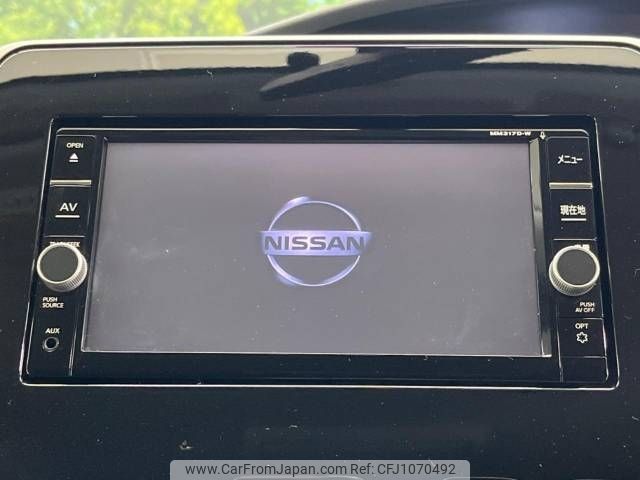 MM317D-W
OPEN
メニュー
AV
現在地
NISSAN
PUSH
SOURCE
PUSH
AV OFF
AUX
OPT
www.CarFromJapan.com | CFJ1070492